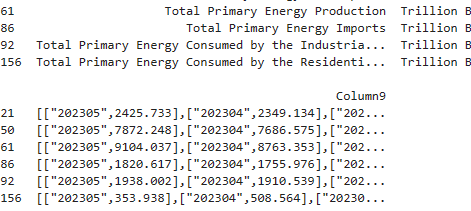 61 Total Primary Energy Production Trillion B
86 Total Primary Energy Imports Trillion B
92 Total Primary Energy Consumed by the Industria... Trillion B
156 Total Primary Energy Consumed by the Residenti... Trillion B
Column9
21 [["202305",2425.733],["202304",2349.134],["202...
50 [["202305",7872.248],["202304",7686.575],["202...
61 [["202305",9104.037],["202304",8763.353],["202...
86 [["202305",1820.617],["202304",1755.976],["202...
92 [["202305",1938.002],["202304",1910.539],["202...
156 [["202305",353.938],["202304",508.564],["20230...